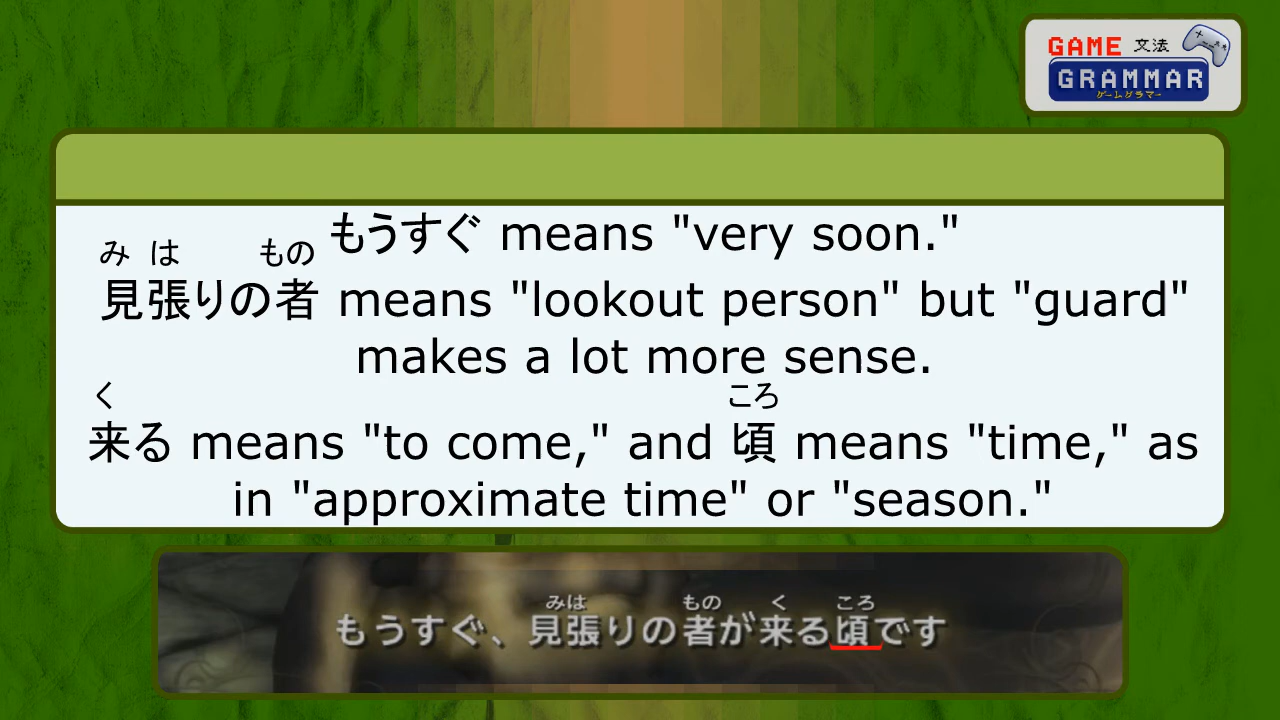 GAME 文法
GRAMMAR
ゲームグラマー
もうすぐ means "very soon."
み は もの
見張りの者 means "lookout person" but "guard"
makes a lot more sense.
く ころ
来る means "to come," and 頃 means "time," as
in "approximate time" or "season."
みは もの く ころ
もうすぐ、見張りの者が来る頃です